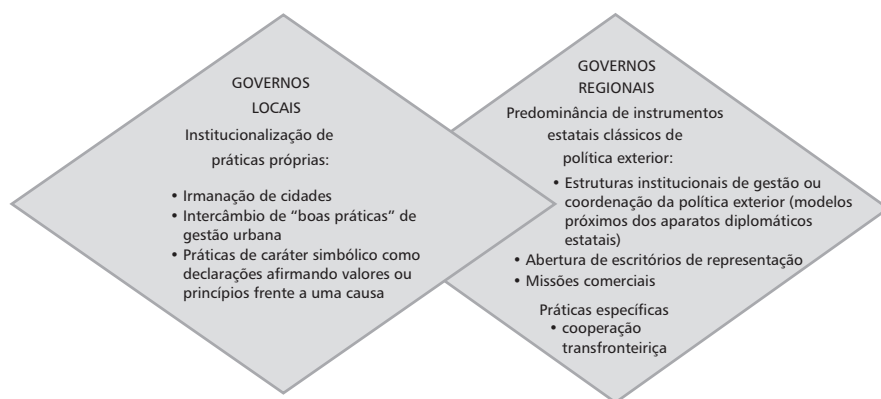 GOVERNOS
LOCAIS
Institucionalização de
práticas próprias:
• Irmanação de cidades
• Intercâmbio de “boas práticas” de
gestão urbana
• Práticas de caráter simbólico como
declarações afirmando valores ou
princípios frente a uma causa
GOVERNOS
REGIONAIS
Predominância de instrumentos
estatais clássicos de
política exterior:
• Estruturas institucionais de gestão ou
coordenação da política exterior (modelos
próximos dos aparatos diplomáticos
estatais)
• Abertura de escritórios de representação
• Missões comerciais
Práticas específicas
• cooperação
transfronteiriça